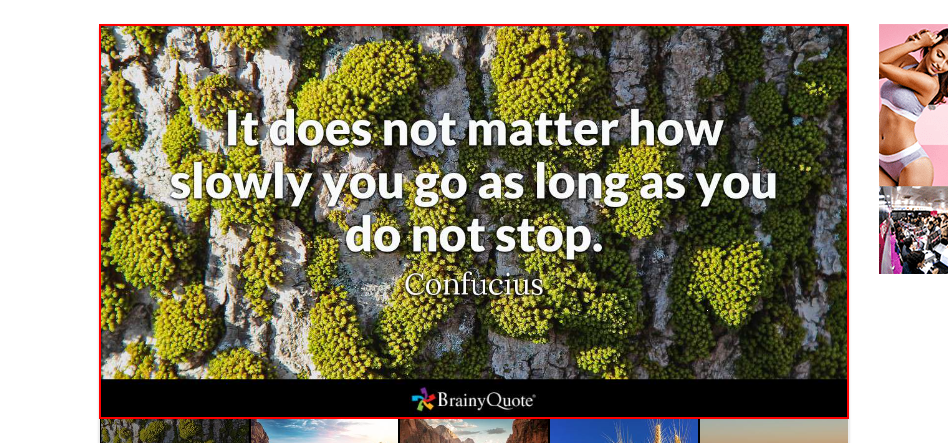 It does not matter how
slowly you go as long as you
do not stop.
Confucius
BrainyQuote